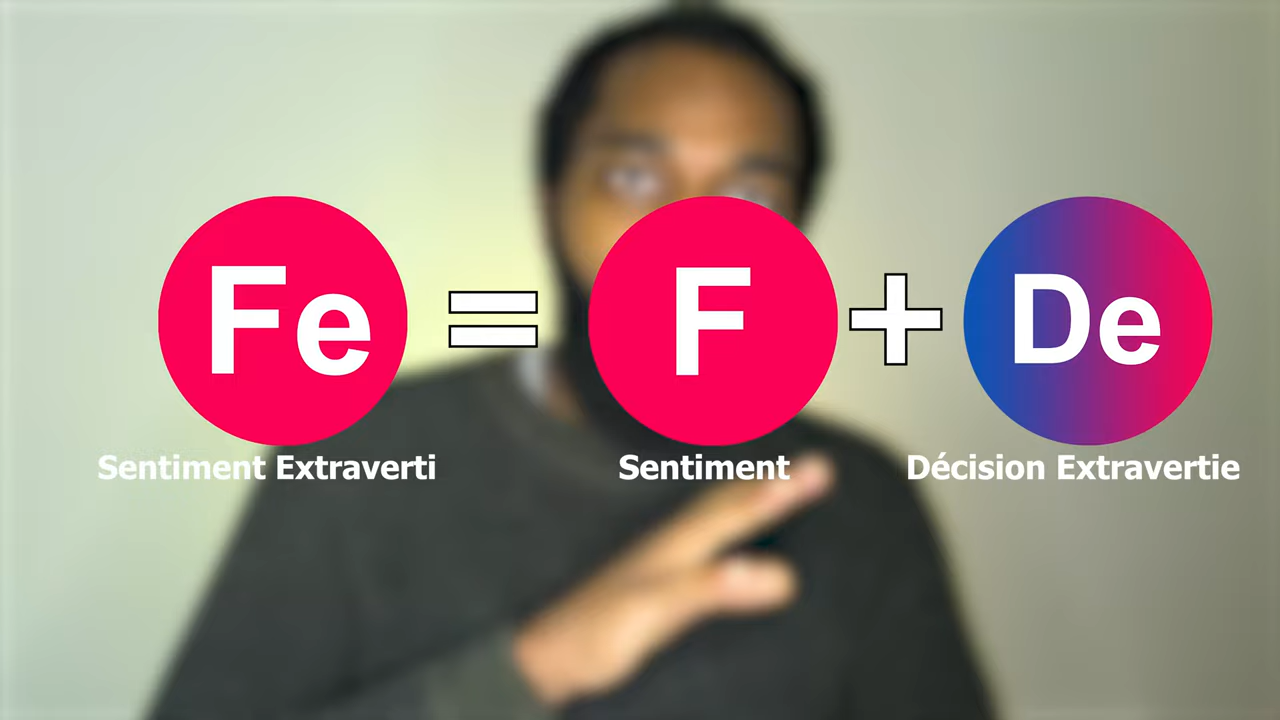 Fe = F + De
Sentiment Extraverti
Sentiment
Décision Extravertie